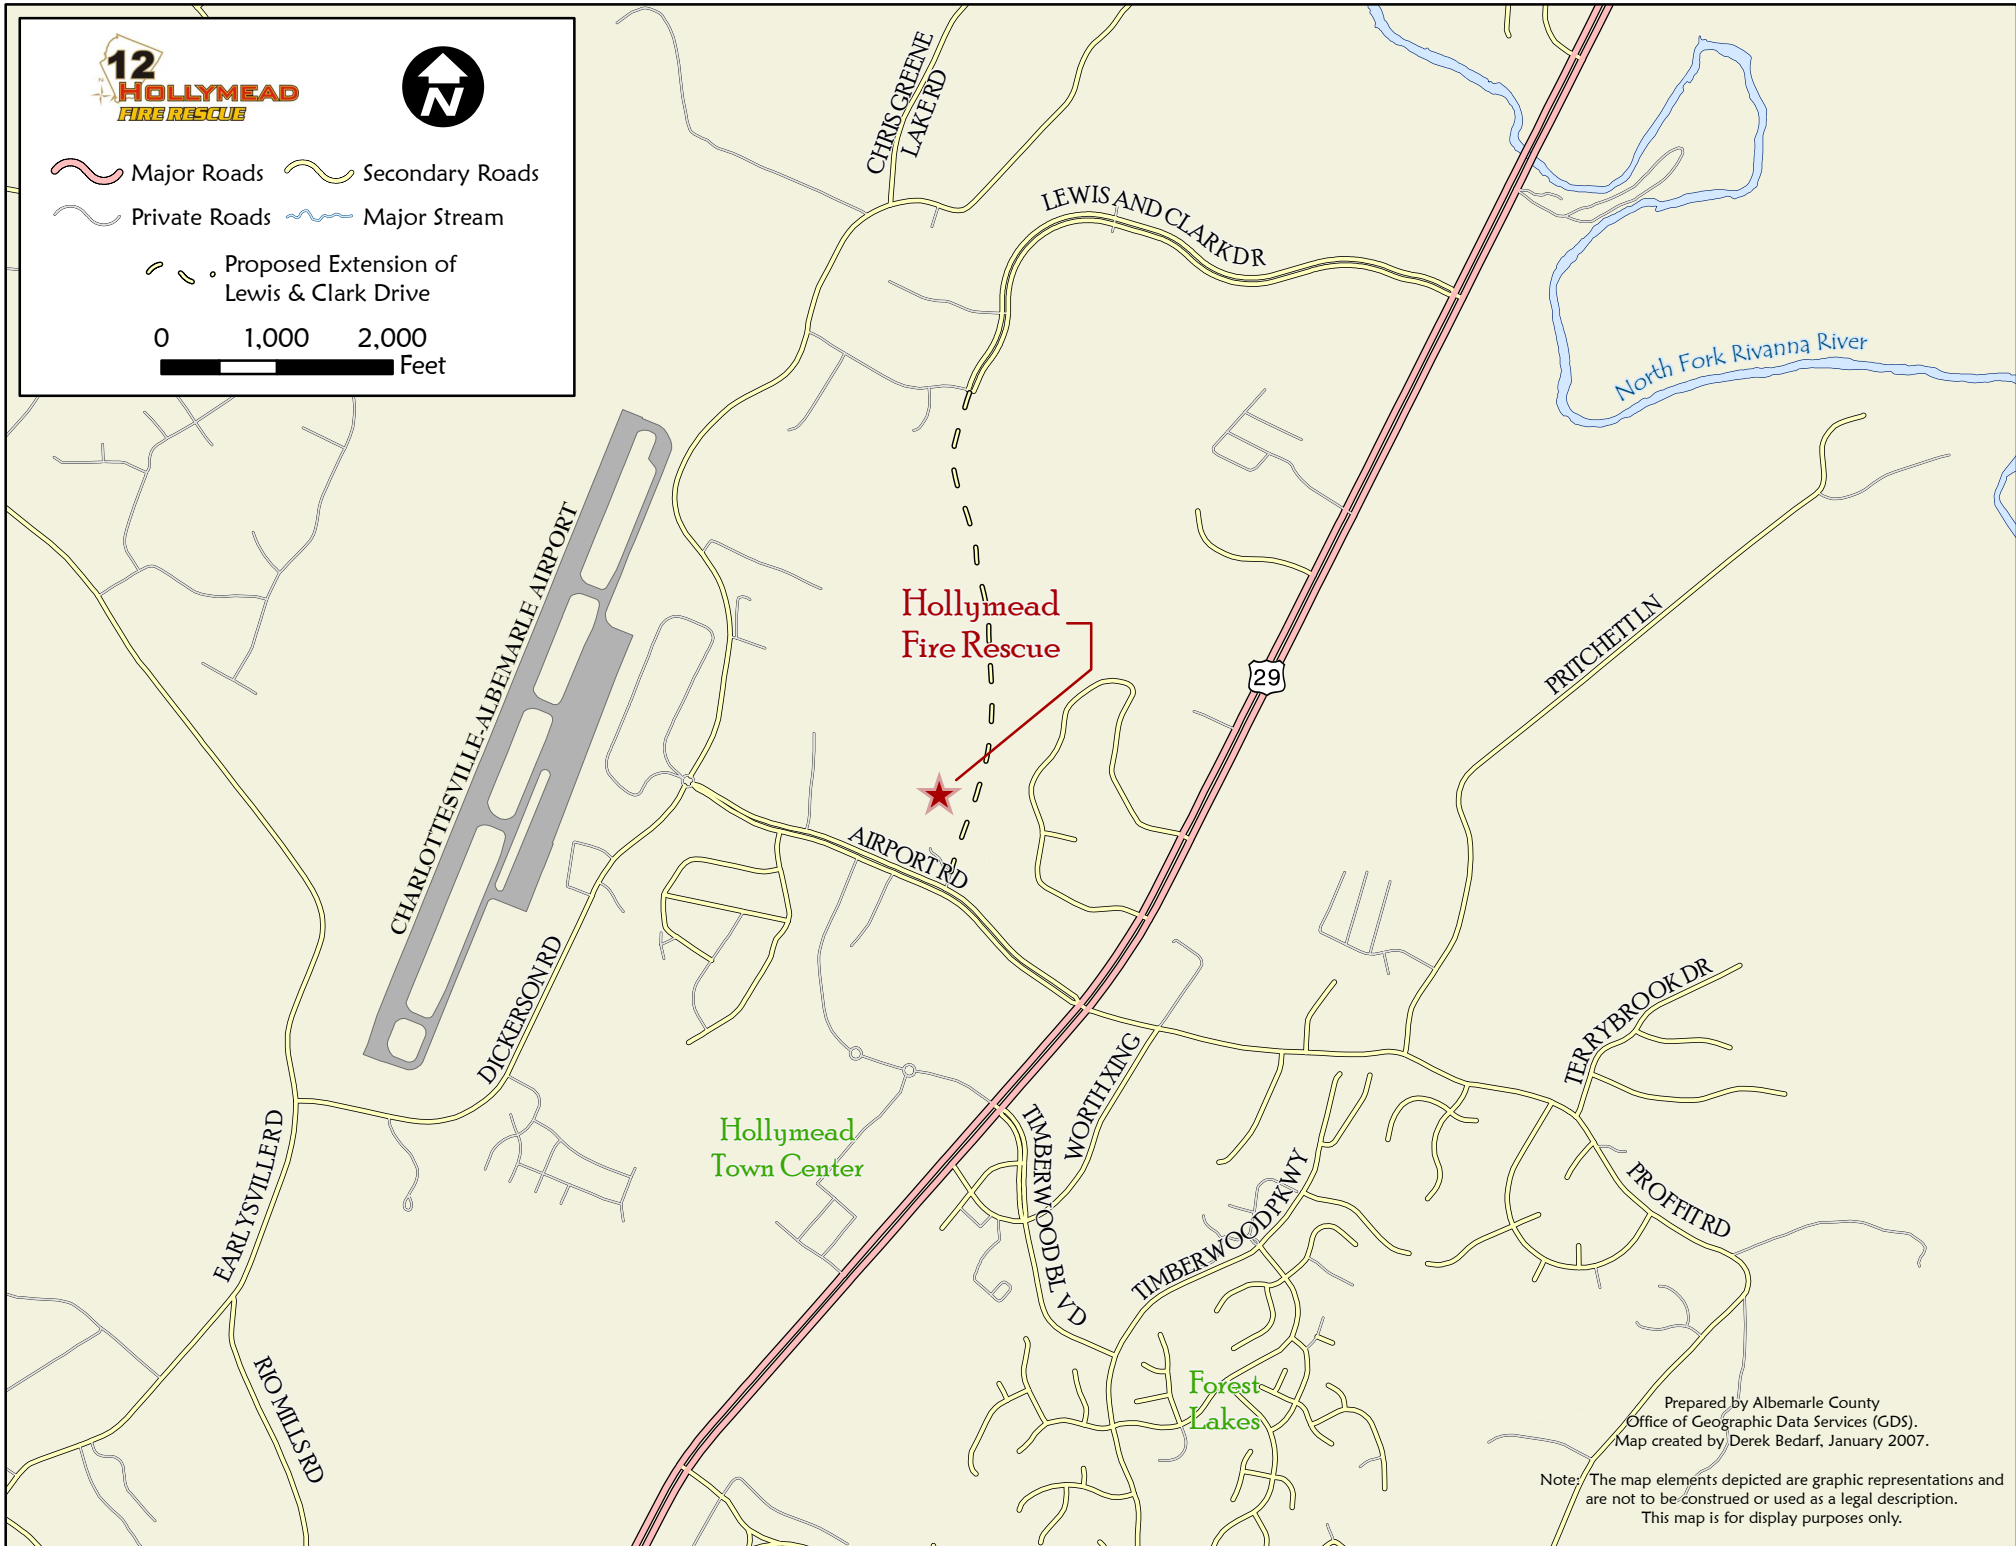 12
HOLLYMEAD
FIRE RESCUE
N
N
Major Roads
Secondary Roads
Private Roads
Major Stream
Proposed Extension of
Lewis & Clark Drive
0 1,000 2,000
Feet
CHRIS GREENE
LAKE RD
LEWIS AND CLARK DR
North Fork Rivanna River
CHARLOTTESVILLE-ALBEMARLE AIRPORT
Hollymead
Fire Rescue
29
PRITCHETT LN
AIRPORT RD
DICKERSON RD
TERRYBROOK DR
WORTH XING
Hollymead
Town Center
TIMBERWOOD BLVD
EARLYSVILLE RD
TIMBERWOOD PKWY
PROFFIT RD
RIO MILLS RD
Forest
Lakes
Prepared by Albemarle County
Office of Geographic Data Services (GDS).
Map created by Derek Bedarf, January 2007.
Note: The map elements depicted are graphic representations and
are not to be construed or used as a legal description.
This map is for display purposes only.